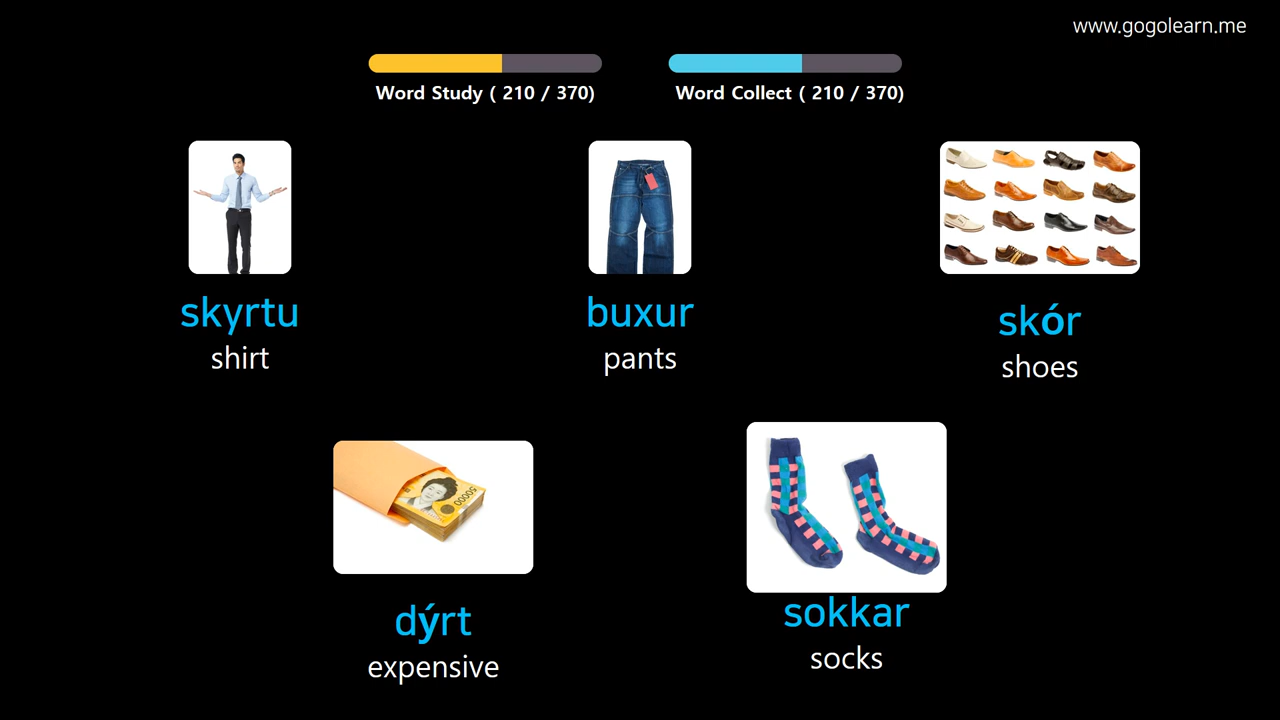 www.gogolearn.me
Word Study ( 210 / 370)
Word Collect ( 210 / 370)
skyrtu
shirt
buxur
pants
skór
shoes
50000
dýrt
expensive
sokkar
socks